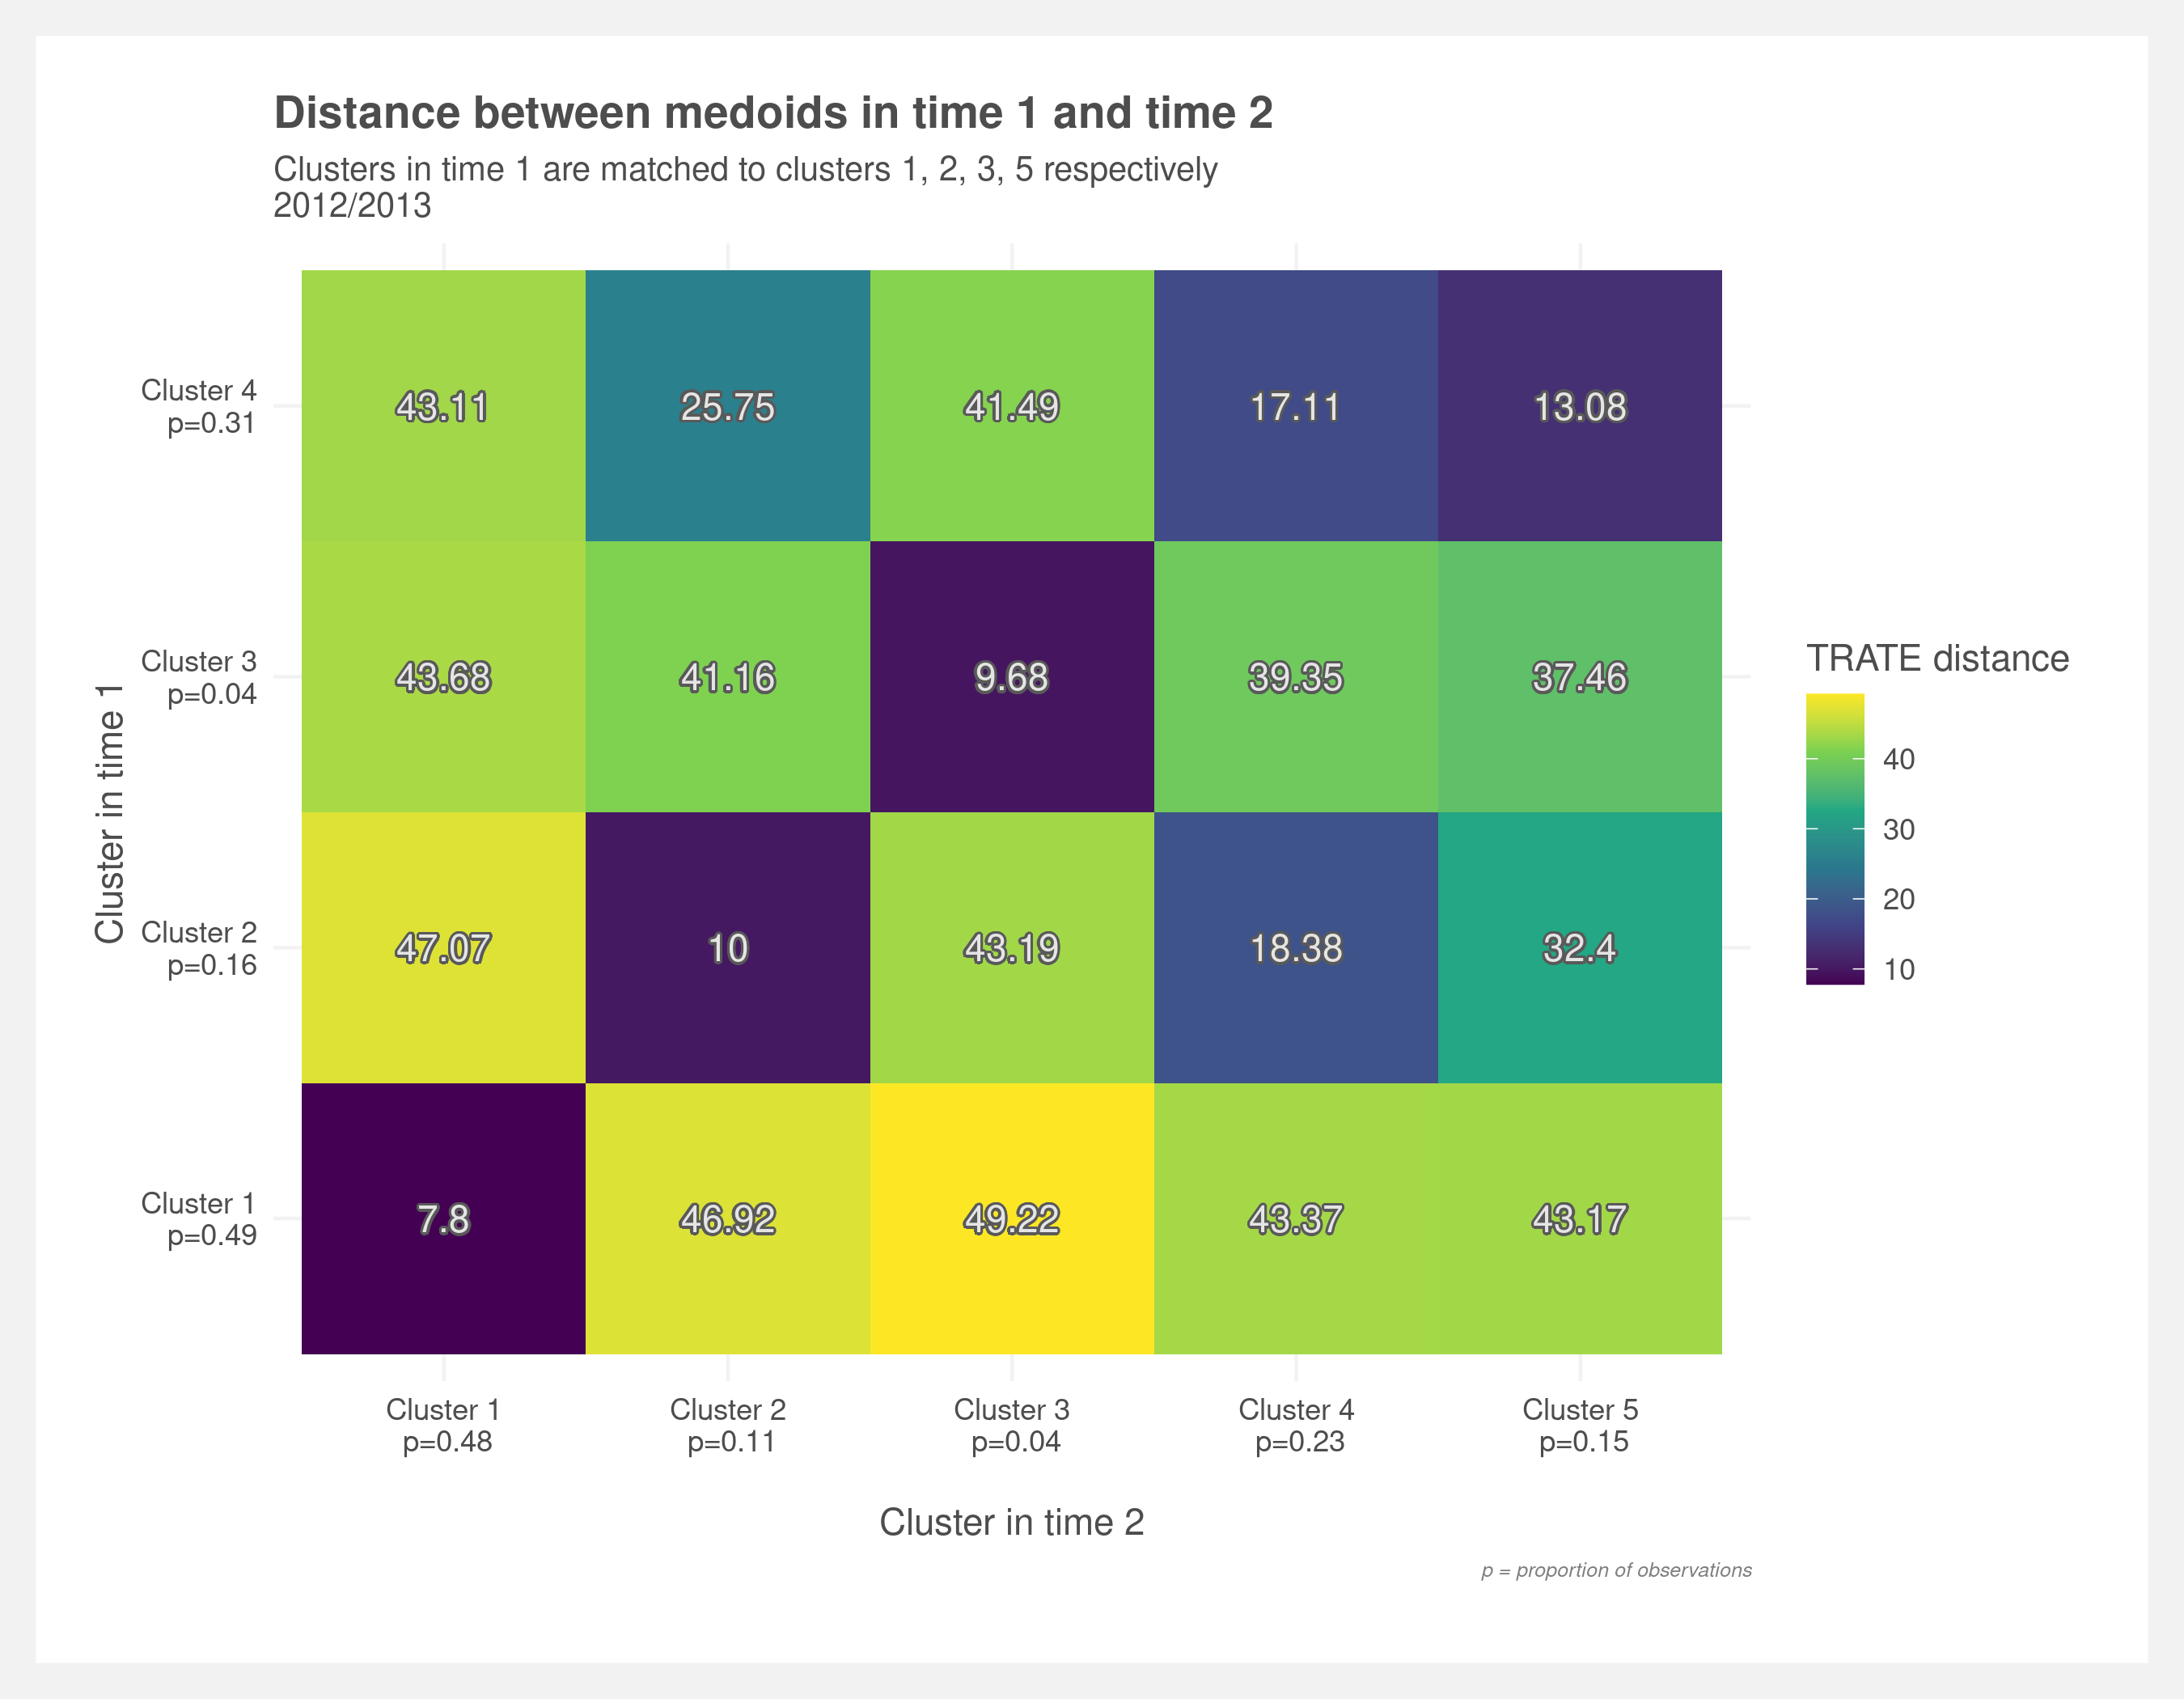 Distance between medoids in time 1 and time 2
Clusters in time 1 are matched to clusters 1, 2, 3, 5 respectively
2012/2013
Cluster in time 1
Cluster 4
p=0.31
43.11 25.75 41.49 17.11 13.08
Cluster 3
p=0.04
43.68 41.16 9.68 39.35 37.46
Cluster 2
p=0.16
47.07 10 43.19 18.38 32.4
Cluster 1
p=0.49
7.8 46.92 49.22 43.37 43.17
Cluster 1 Cluster 2 Cluster 3 Cluster 4 Cluster 5
p=0.48 p=0.11 p=0.04 p=0.23 p=0.15
Cluster in time 2
TRATE distance
40
30
20
10
p = proportion of observations